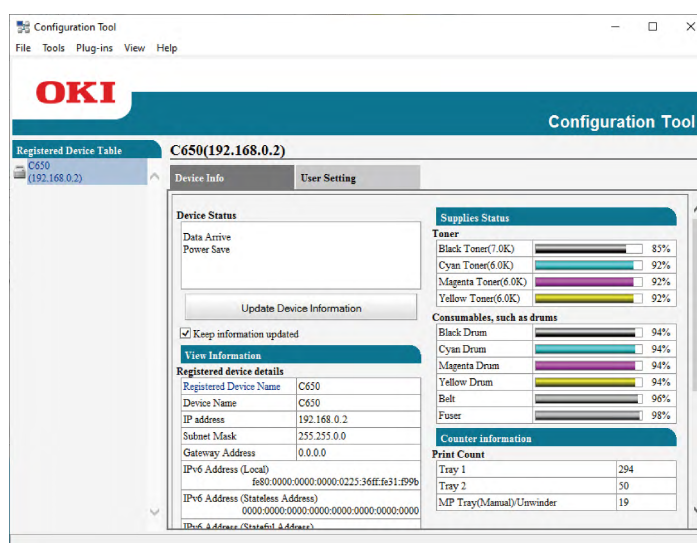 Configuration Tool
File Tools Plug-ins View Help
OKI
Configuration Tool
Registered Device Table
C650
(192.168.0.2)
C650(192.168.0.2)
Device Info User Setting
Device Status
Data Arrive
Power Save
Update Device Information
Keep information updated
View Information
Registered device details
Registered Device Name C650
Device Name C650
IP address 192.168.0.2
Subnet Mask 255.255.0.0
Gateway Address 0.0.0.0
IPv6 Address (Local)
fe80:0000:0000:0000:0225:36ff:fe31:f99b
IPv6 Address (Stateless Address)
0000:0000:0000:0000:0000:0000:0000:0000
IPv6 Address (Stateful Address)
Supplies Status
Toner
Black Toner(7.0K) 85%
Cyan Toner(6.0K) 92%
Magenta Toner(6.0K) 92%
Yellow Toner(6.0K) 92%
Consumables, such as drums
Black Drum 94%
Cyan Drum 94%
Magenta Drum 94%
Yellow Drum 94%
Belt 96%
Fuser 98%
Counter information
Print Count
Tray 1 294
Tray 2 50
MP Tray(Manual)/Unwinder 19